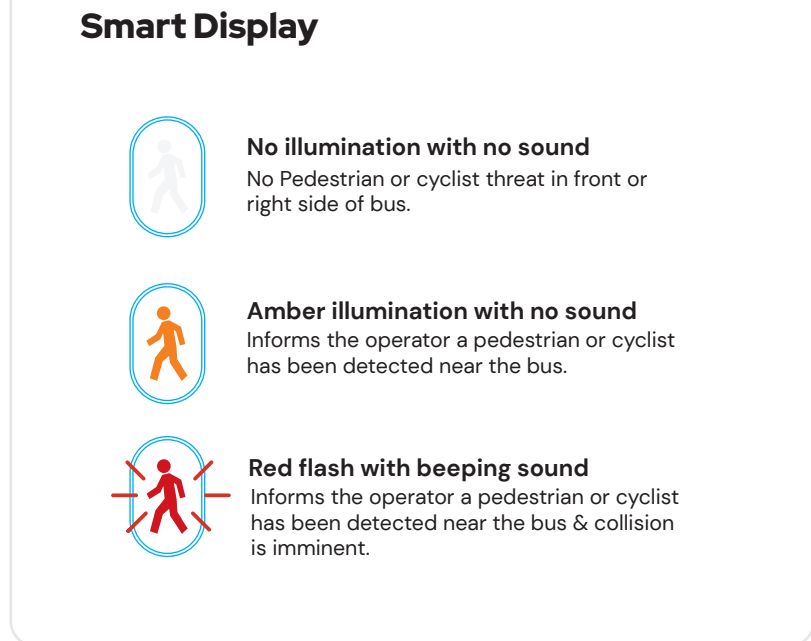 Smart Display
No illumination with no sound
No Pedestrian or cyclist threat in front or
right side of bus.
Amber illumination with no sound
Informs the operator a pedestrian or cyclist
has been detected near the bus.
Red flash with beeping sound
Informs the operator a pedestrian or cyclist
has been detected near the bus & collision
is imminent.